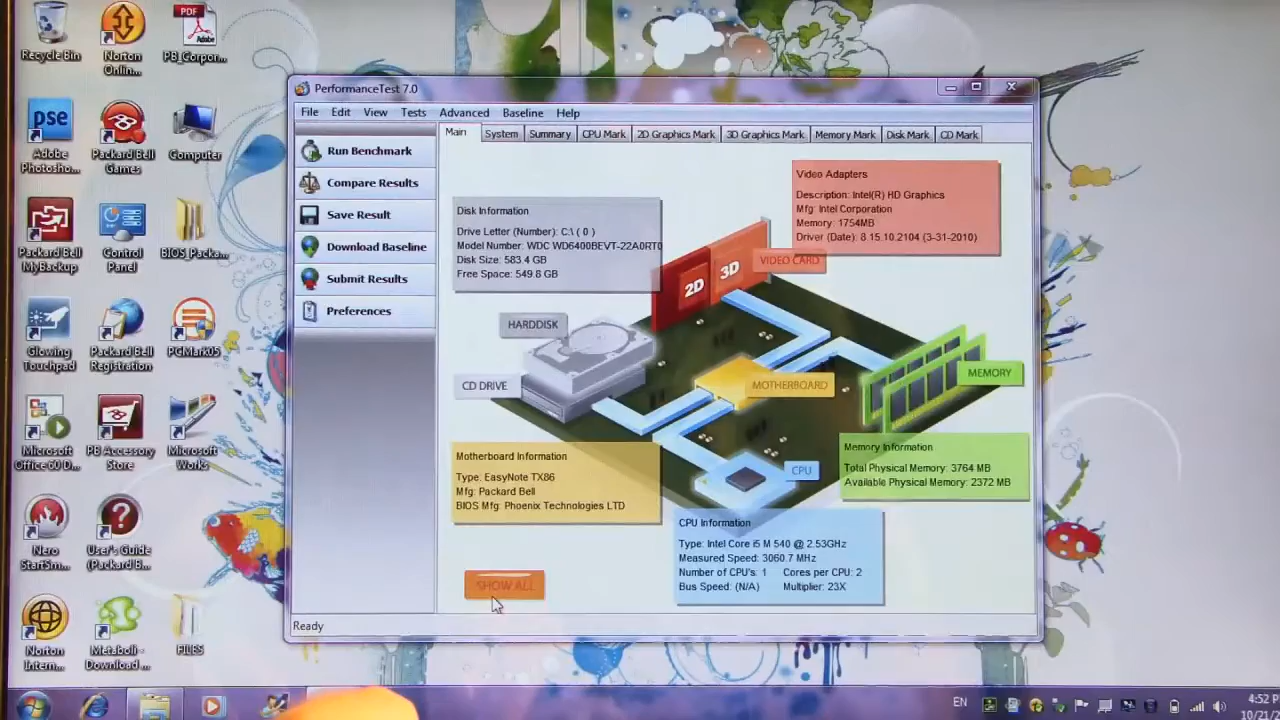 Recycle Bin
Norton Onlin...
PB_Corpor...
Adobe Photosho...
Packard Bell Games
Computer
Packard Bell MyBackup
Control Panel
BIOS_Packa...
Glowing Touchpad
Packard Bell Registration
PCMark05
Microsoft Office 60 D...
PB Accessory Store
Microsoft Works
Nero StartSm...
User's Guide (Packard B...
Norton Intern...
Metaboli - Download ...
FILES
PDF
Adobe
pse
PerformanceTest 7.0
File Edit View Tests Advanced Baseline Help
Run Benchmark
Compare Results
Save Result
Download Baseline
Submit Results
Preferences
Main System Summary CPU Mark 2D Graphics Mark 3D Graphics Mark Memory Mark Disk Mark CD Mark
Video Adapters
Description: Intel(R) HD Graphics
Mfg: Intel Corporation
Memory: 1754MB
Driver (Date): 8.15.10.2104 (3-31-2010)
Disk Information
Drive Letter (Number): C:\ ( 0 )
Model Number: WDC WD6400BEVT-22A0RT0
Disk Size: 583.4 GB
Free Space: 549.8 GB
2D
3D
VIDEO CARD
HARDDISK
CD DRIVE
MOTHERBOARD
MEMORY
CPU
Motherboard Information
Type: EasyNote TX86
Mfg: Packard Bell
BIOS Mfg: Phoenix Technologies LTD
Memory Information
Total Physical Memory: 3764 MB
Available Physical Memory: 2372 MB
CPU Information
Type: Intel Core i5 M 540 @ 2.53GHz
Measured Speed: 3060.7 MHz
Number of CPU's: 1 Cores per CPU: 2
Bus Speed: (N/A) Multiplier: 23X
SHOW ALL
Ready
EN
4:52 P
10/21/2